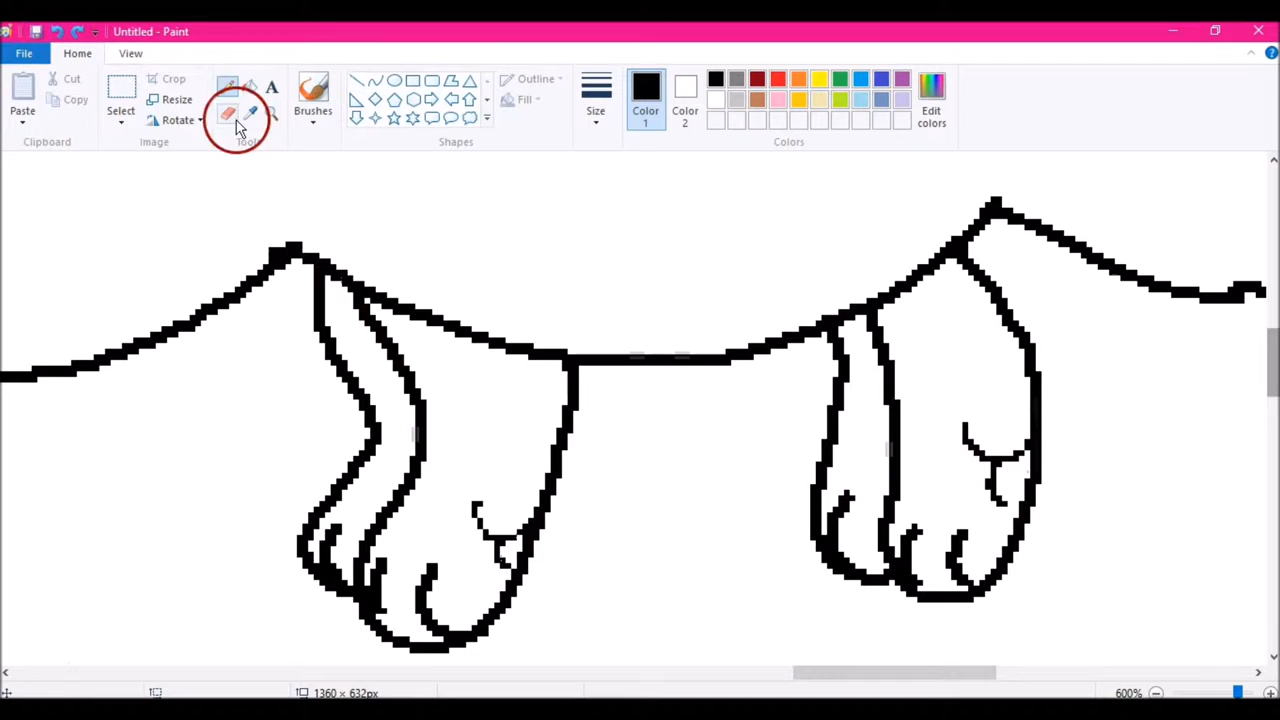 Untitled - Paint
File Home View
Paste
Cut
Copy
Clipboard
Select
Crop
Resize
Rotate
Image
A
Tools
Brushes
Outline
Fill
Shapes
Size
Color 1
Color 2
Edit colors
Colors
1360 × 632px
600%